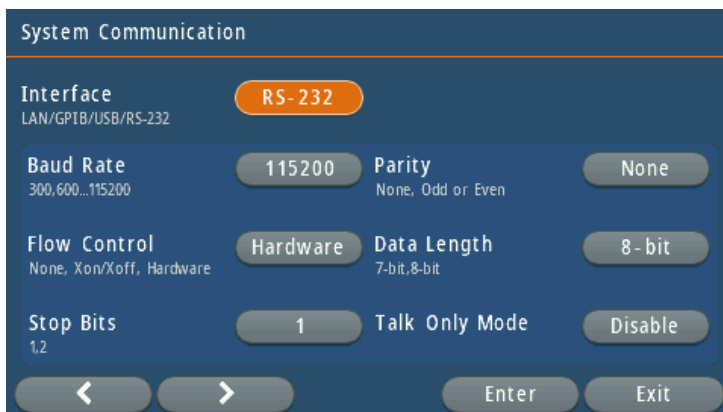 System Communication
Interface
LAN/GPIB/USB/RS-232
RS-232
Baud Rate
300,600...115200
115200
Parity
None, Odd or Even
None
Flow Control
None, Xon/Xoff, Hardware
Hardware
Data Length
7-bit,8-bit
8-bit
Stop Bits
1,2
1
Talk Only Mode
Disable
Enter
Exit